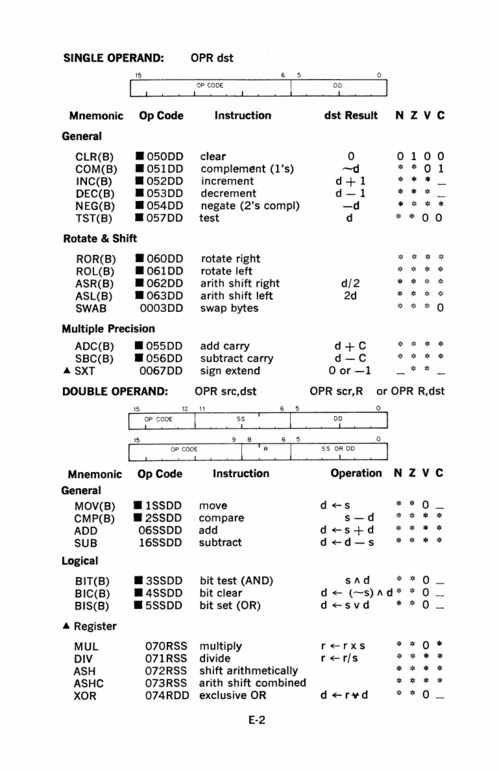 SINGLE OPERAND: OPR dst
15 6 5 0
OP CODE DD
Mnemonic Op Code Instruction dst Result N Z V C
General
CLR(B) ■ 050DD clear 0 0 1 0 0
COM(B) ■ 051DD complement (1's) ~d * * 0 1
INC(B) ■ 052DD increment d + 1 * * * _
DEC(B) ■ 053DD decrement d — 1 * * * _
NEG(B) ■ 054DD negate (2's compl) —d * * * *
TST(B) ■ 057DD test d * * 0 0
Rotate & Shift
ROR(B) ■ 060DD rotate right * * * *
ROL(B) ■ 061DD rotate left * * * *
ASR(B) ■ 062DD arith shift right d/2 * * * *
ASL(B) ■ 063DD arith shift left 2d * * * *
SWAB 0003DD swap bytes * * * 0
Multiple Precision
ADC(B) ■ 055DD add carry d + C * * * *
SBC(B) ■ 056DD subtract carry d — C * * * *
▲ SXT 0067DD sign extend 0 or —1 _ * * _
DOUBLE OPERAND: OPR src,dst OPR scr,R or OPR R,dst
15 12 11 6 5 0
OP CODE SS DD
15 9 8 6 5 0
OP CODE R SS OR DD
Mnemonic Op Code Instruction Operation N Z V C
General
MOV(B) ■ 1SSDD move d ← s * * 0 _
CMP(B) ■ 2SSDD compare s — d * * * *
ADD 06SSDD add d ← s + d * * * *
SUB 16SSDD subtract d ← d — s * * * *
Logical
BIT(B) ■ 3SSDD bit test (AND) s ∧ d * * 0 _
BIC(B) ■ 4SSDD bit clear d ← (~s) ∧ d * * 0 _
BIS(B) ■ 5SSDD bit set (OR) d ← s v d * * 0 _
▲ Register
MUL 070RSS multiply r ← r x s * * 0 *
DIV 071RSS divide r ← r/s * * * *
ASH 072RSS shift arithmetically * * * *
ASHC 073RSS arith shift combined * * * *
XOR 074RDD exclusive OR d ← r ⊻ d * * 0 _
E-2